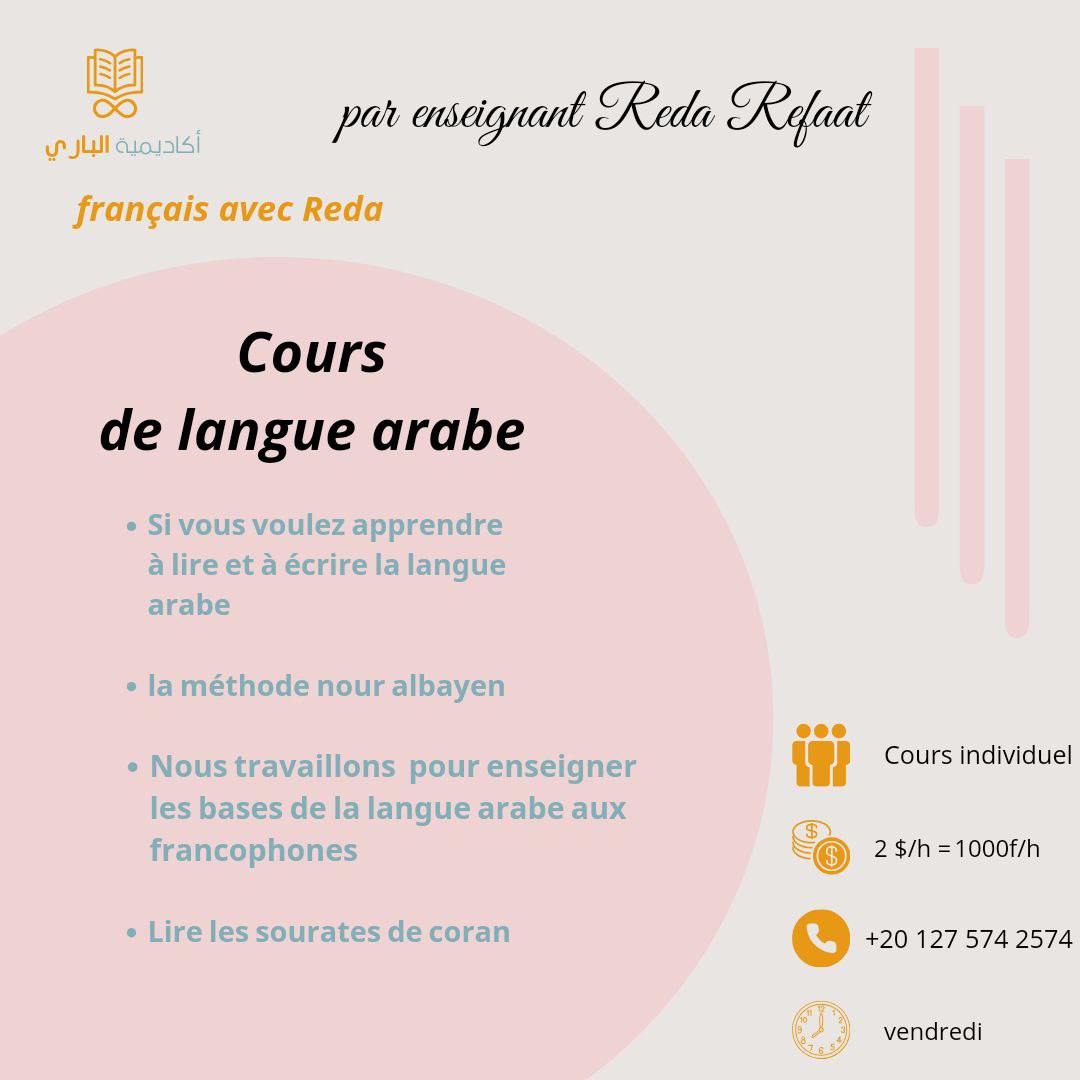 par enseignant Reda Refaat
أكاديمية الباري
français avec Reda
Cours
de langue arabe
• Si vous voulez apprendre
à lire et à écrire la langue
arabe
• la méthode nour albayen
• Nous travaillons pour enseigner
les bases de la langue arabe aux
francophones
• Lire les sourates de coran
Cours individuel
2 $/h = 1000f/h
+20 127 574 2574
vendredi